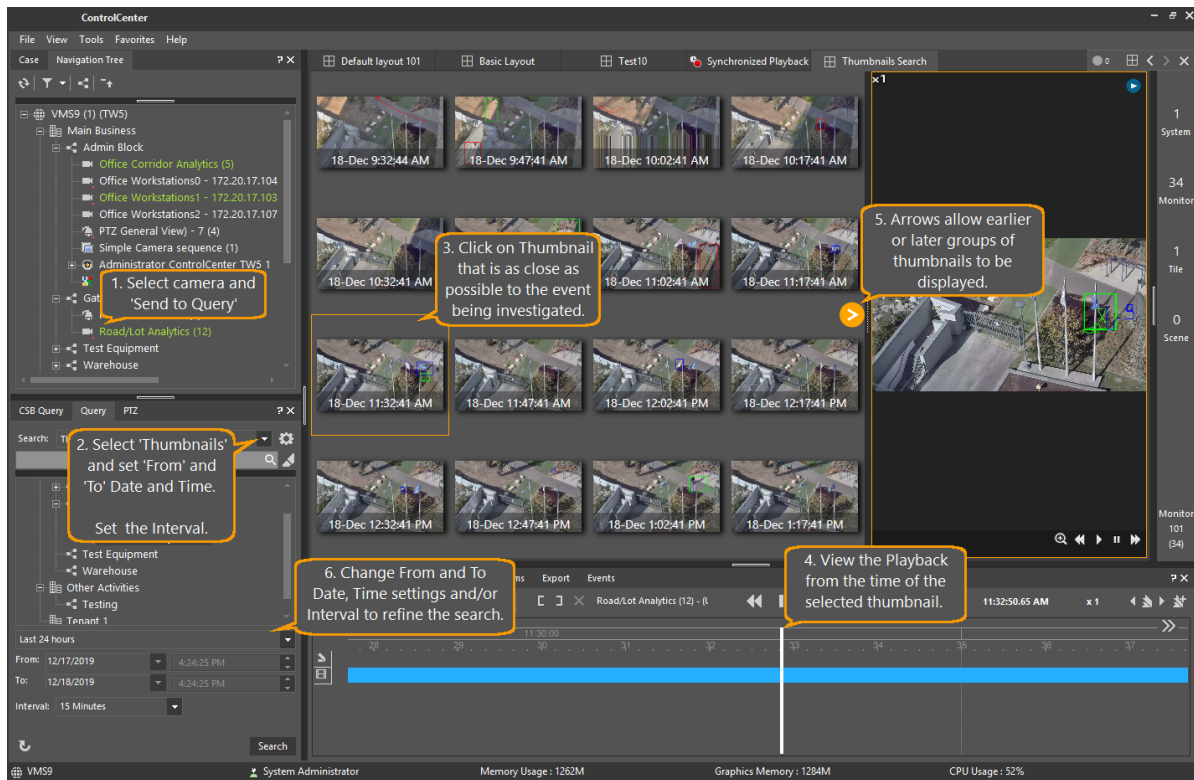 ControlCenter
File View Tools Favorites Help
Case Navigation Tree ? X
Default layout 101 Basic Layout Test10 Synchronized Playback Thumbnails Search 0
VMS9 (1) (TW5)
Main Business
Admin Block
Office Corridor Analytics (5)
Office Workstations0 - 172.20.17.104
Office Workstations1 - 172.20.17.103
Office Workstations2 - 172.20.17.107
PTZ General View) - 7 (4)
Simple Camera sequence (1)
Administrator ControlCenter TW5 1
1. Select camera and
'Send to Query'
Road/Lot Analytics (12)
Test Equipment
Warehouse
CSB Query Query PTZ ? X
Search:
2. Select 'Thumbnails'
and set 'From' and
'To' Date and Time.
Set the Interval.
Test Equipment
Warehouse
Other Activities
Testing
Tenant 1
Last 24 hours
From: 12/17/2019 4:24:25 PM
To: 12/18/2019 4:24:25 PM
Interval: 15 Minutes
Search
18-Dec 9:32:44 AM 18-Dec 9:47:41 AM 18-Dec 10:02:41 AM 18-Dec 10:17:41 AM
18-Dec 10:32:41 AM 18-Dec 11:02:41 AM 18-Dec 11:17:41 AM
3. Click on Thumbnail
that is as close as
possible to the event
being investigated.
18-Dec 11:32:41 AM 18-Dec 11:47:41 AM 18-Dec 12:02:41 PM 18-Dec 12:17:41 PM
18-Dec 12:32:41 PM 18-Dec 12:47:41 PM 18-Dec 1:02:41 PM 18-Dec 1:17:41 PM
x1
5. Arrows allow earlier
or later groups of
thumbnails to be
displayed.
1
System
34
Monitor
1
Tile
0
Scene
Monitor
101
(34)
6. Change From and To
Date, Time settings and/or
Interval to refine the search.
4. View the Playback
from the time of the
selected thumbnail.
Export Events ? X
Road/Lot Analytics (12) - 11:32:50.65 AM x 1
11:30:00
28 29 30 31 32 33 34 35 36 37
VMS9 System Administrator Memory Usage : 1262M Graphics Memory : 1284M CPU Usage : 52%